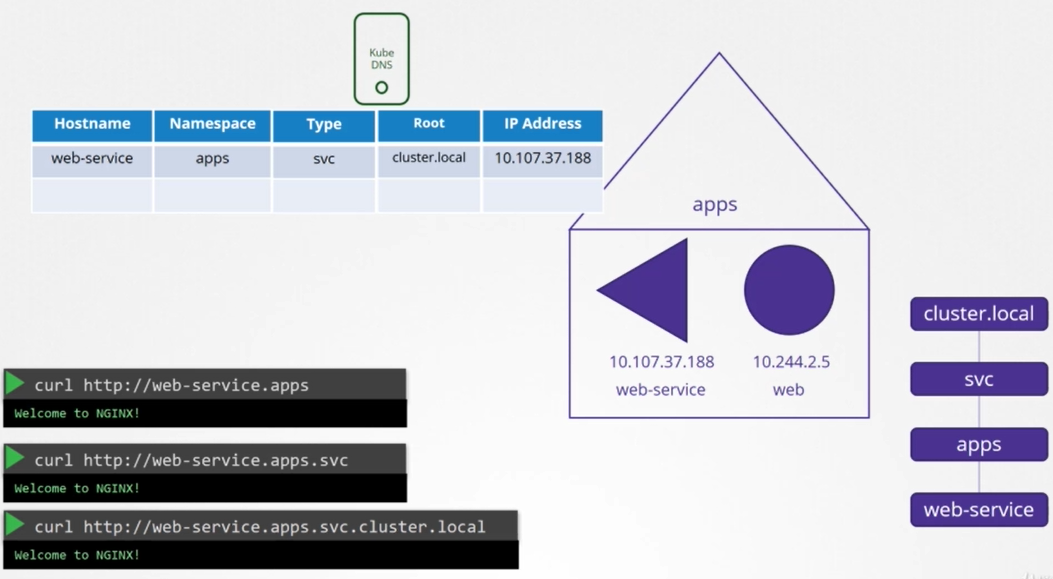 Kube
DNS
Hostname Namespace Type Root IP Address
web-service apps svc cluster.local 10.107.37.188
apps
10.107.37.188 10.244.2.5
web-service web
cluster.local
svc
apps
web-service
curl http://web-service.apps
Welcome to NGINX!
curl http://web-service.apps.svc
Welcome to NGINX!
curl http://web-service.apps.svc.cluster.local
Welcome to NGINX!